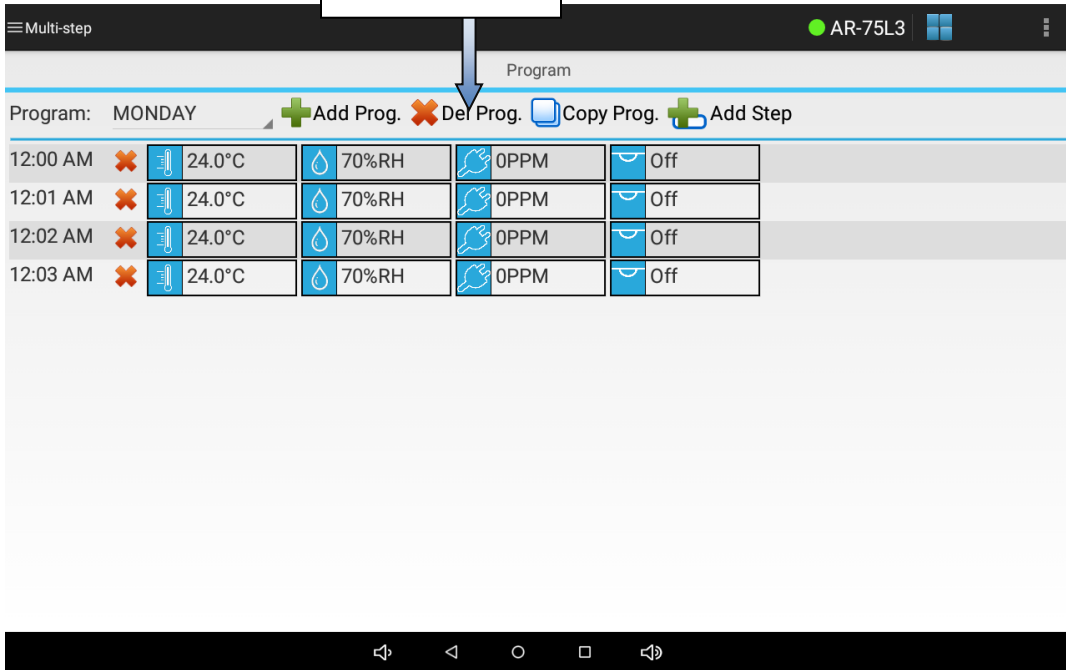 Multi-step AR-75L3
Program
Program: MONDAY Add Prog. Del Prog. Copy Prog. Add Step
12:00 AM 24.0°C 70%RH 0PPM Off
12:01 AM 24.0°C 70%RH 0PPM Off
12:02 AM 24.0°C 70%RH 0PPM Off
12:03 AM 24.0°C 70%RH 0PPM Off